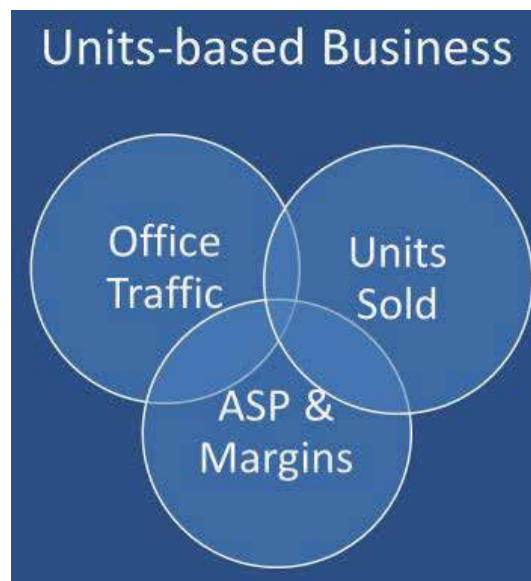 Units-based Business
Office
Traffic
Units
Sold
ASP &
Margins